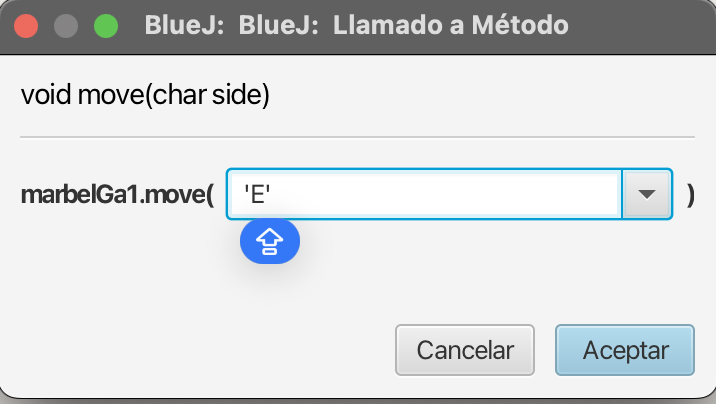 BlueJ: BlueJ: Llamado a Método
void move(char side)
marbelGa1.move( 'E' )
Cancelar Aceptar